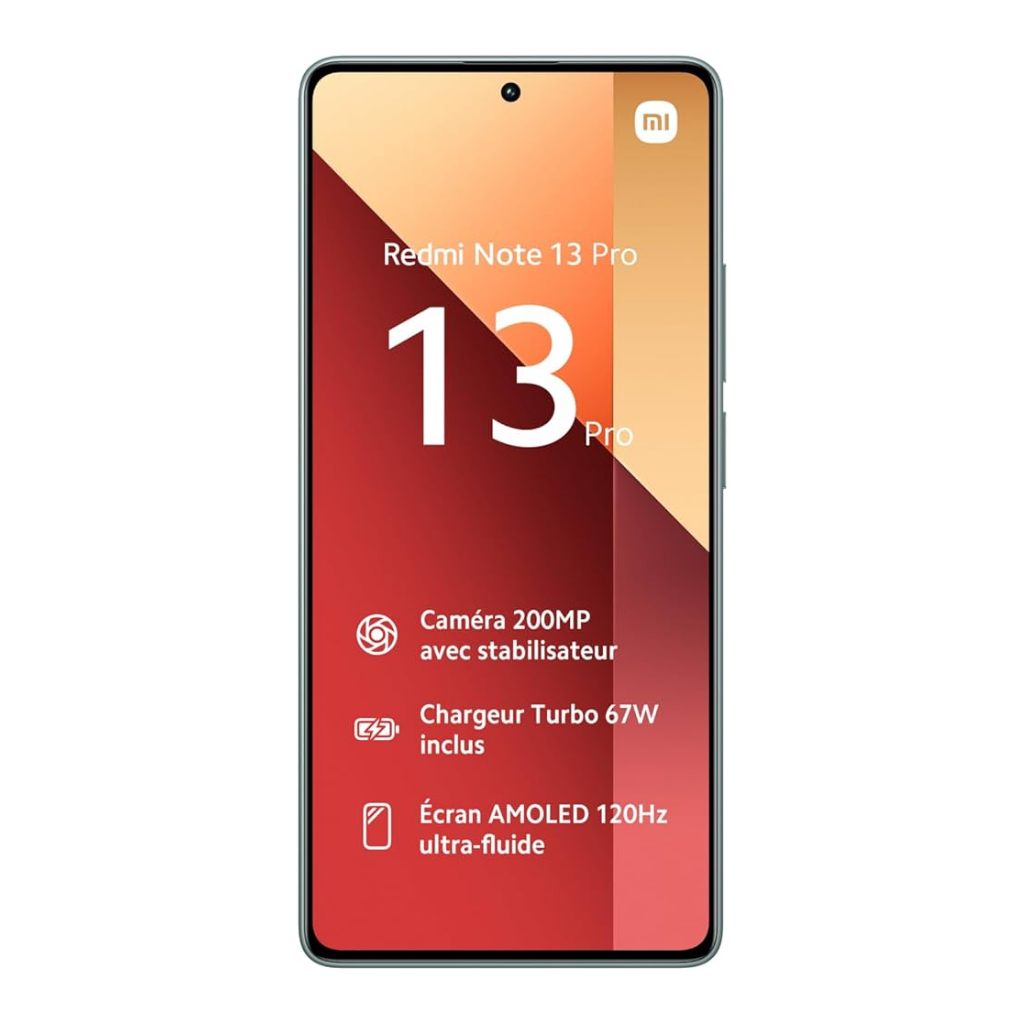 mi
Redmi Note 13 Pro
13 Pro
Caméra 200MP
avec stabilisateur
Chargeur Turbo 67W
inclus
Écran AMOLED 120Hz
ultra-fluide